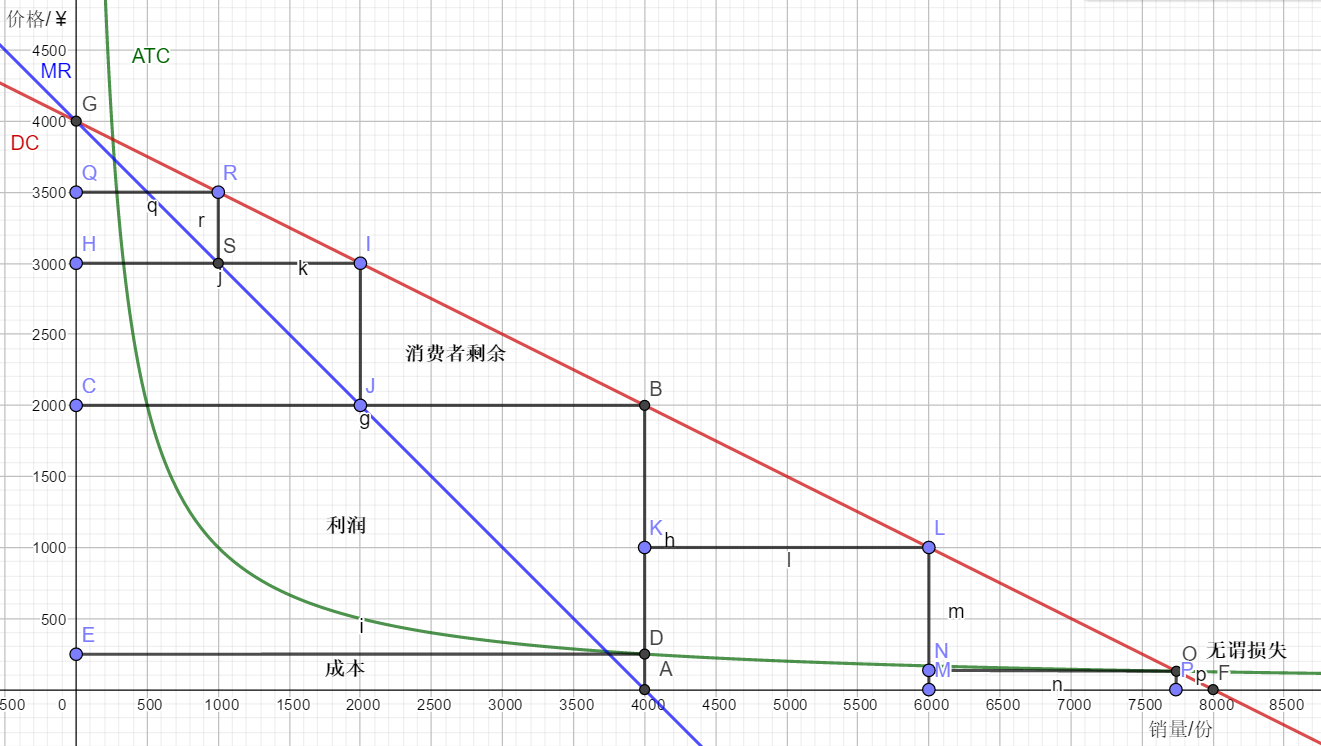 价格/¥
ATC
4500
MR
G
4000
DC
Q
R
3500
q
r
H
S
I
3000
j
k
2500
消费者剩余
C
J
B
2000
g
1500
利润
K
h
L
1000
l
m
500
i
E
D
N
O
无谓损失
成本
A
M
P
p
F
n
500
0
500
1000
1500
2000
2500
3000
3500
4000
4500
5000
5500
6000
6500
7000
7500
8000
8500
销量/份